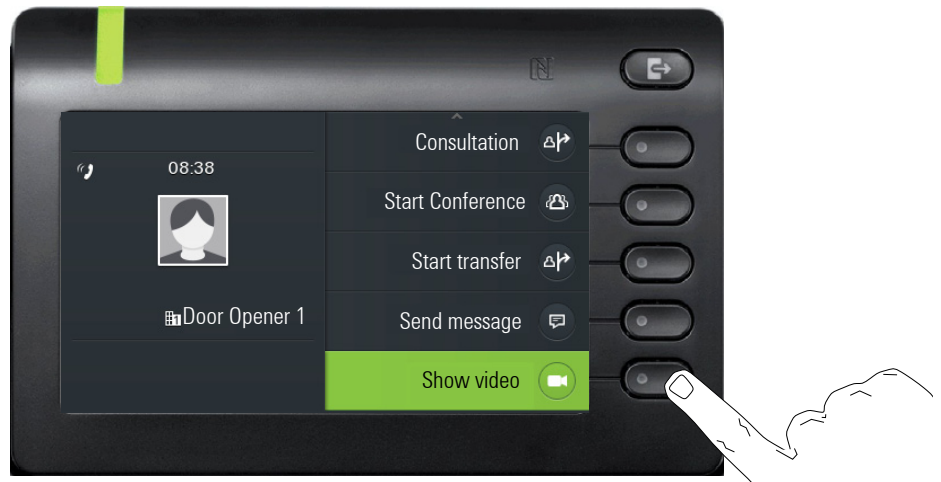 Consultation
08:38
Start Conference
Start transfer
Door Opener 1
Send message
Show video